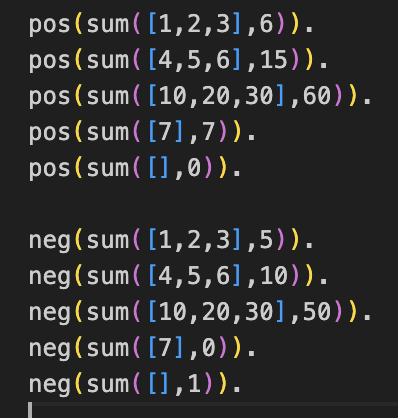 pos(sum([1,2,3],6)).
pos(sum([4,5,6],15)).
pos(sum([10,20,30],60)).
pos(sum([7],7)).
pos(sum([],0)).

neg(sum([1,2,3],5)).
neg(sum([4,5,6],10)).
neg(sum([10,20,30],50)).
neg(sum([7],0)).
neg(sum([],1)).